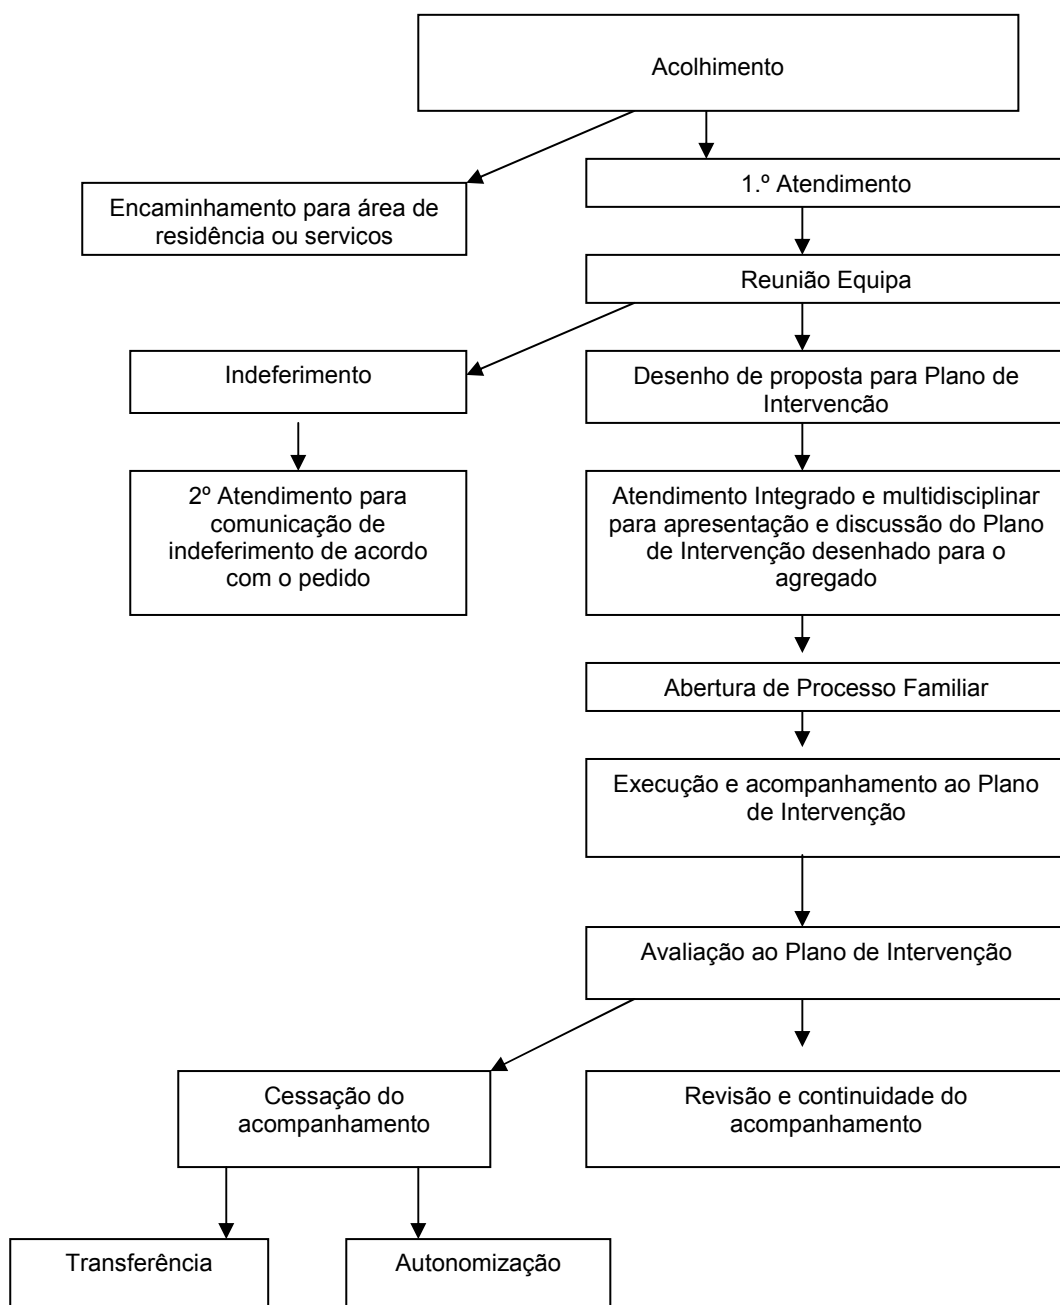 Acolhimento
1.º Atendimento
Encaminhamento para área de
residência ou serviços
Reunião Equipa
Indeferimento
Desenho de proposta para Plano de
Intervenção
2º Atendimento para
comunicação de
indeferimento de acordo
com o pedido
Atendimento Integrado e multidisciplinar
para apresentação e discussão do Plano
de Intervenção desenhado para o
agregado
Abertura de Processo Familiar
Execução e acompanhamento ao Plano
de Intervenção
Avaliação ao Plano de Intervenção
Cessação do
acompanhamento
Revisão e continuidade do
acompanhamento
Transferência
Autonomização